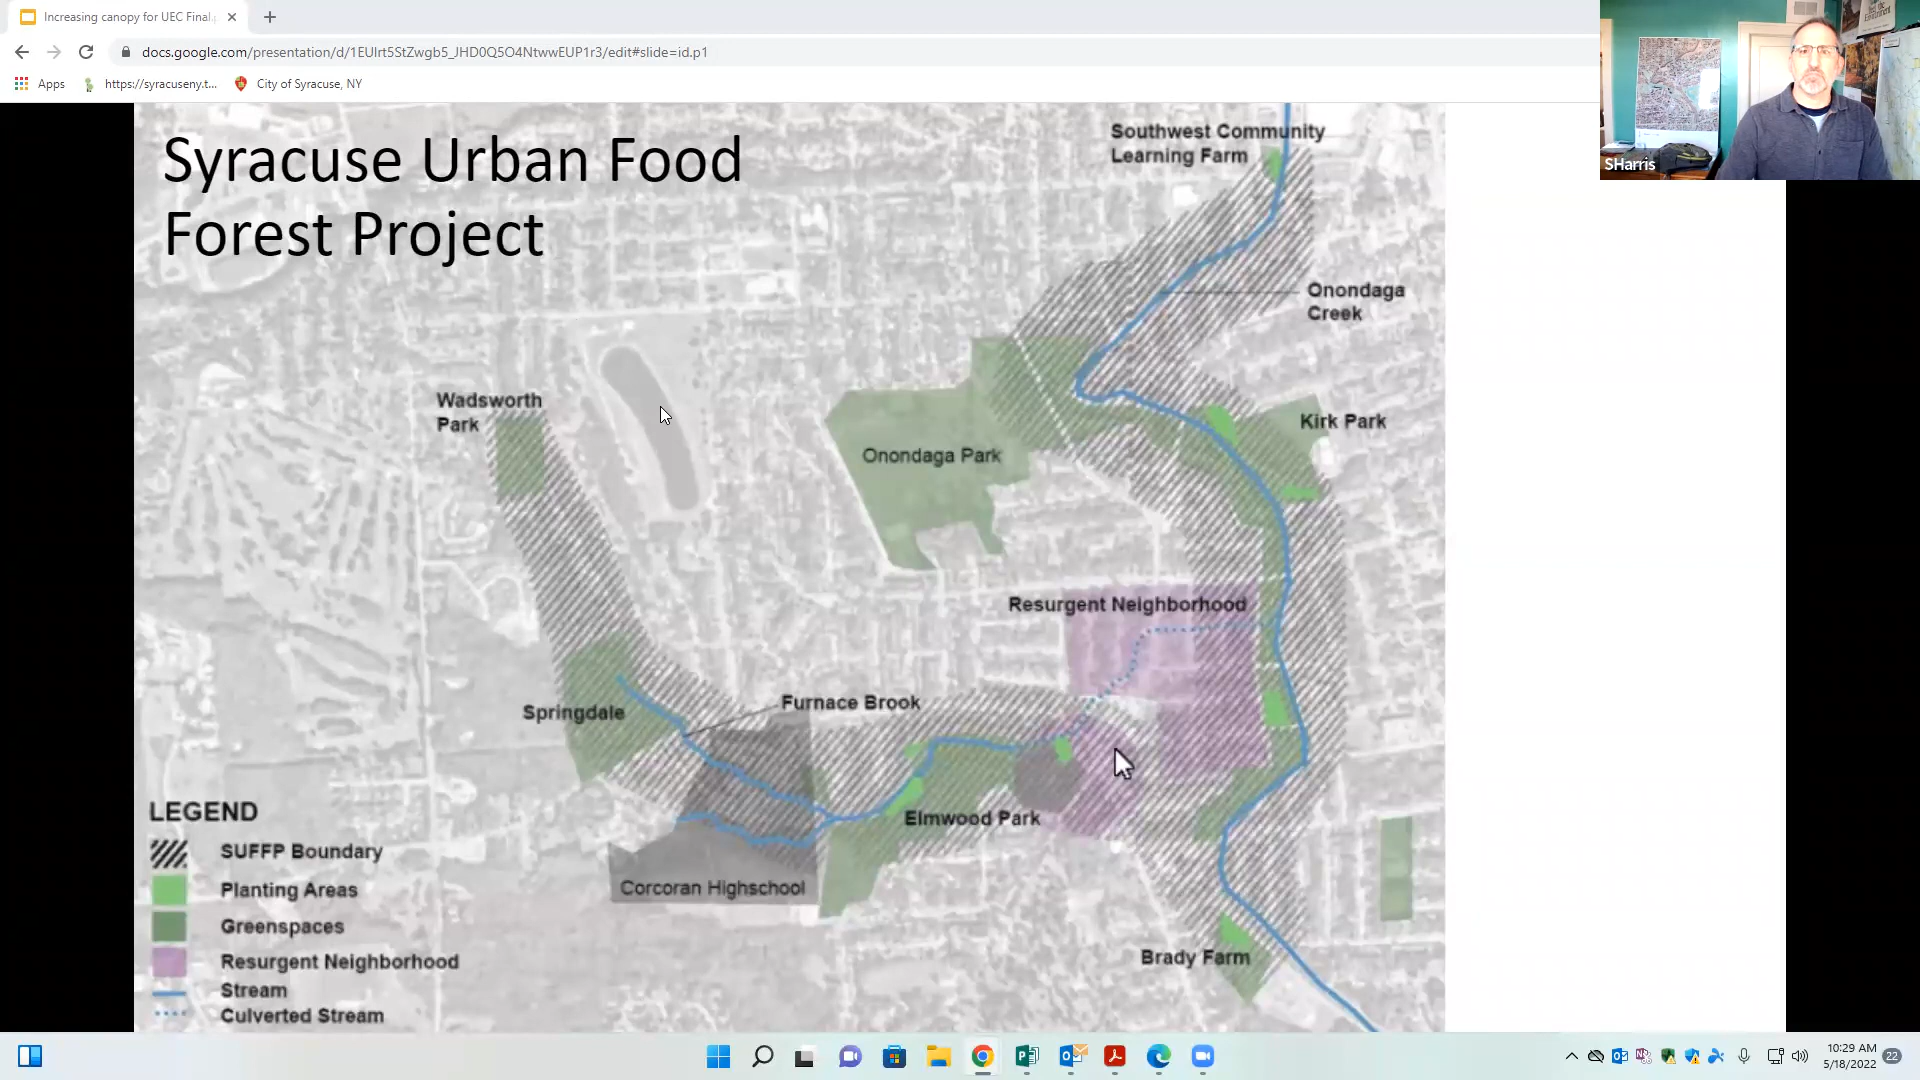 Increasing canopy for UEC Final.
docs.google.com/presentation/d/1EUlrt5StZwgb5_JHD0Q5O4NtwwEUP1r3/edit#slide=id.p1
Apps
https://syracuseny.t...
City of Syracuse, NY
SHarris
Syracuse Urban Food
Forest Project
Southwest Community
Learning Farm
Onondaga
Creek
Wadsworth
Park
Kirk Park
Onondaga Park
Resurgent Neighborhood
Springdale
Furnace Brook
Elmwood Park
Corcoran Highschool
Brady Farm
LEGEND
SUFFP Boundary
Planting Areas
Greenspaces
Resurgent Neighborhood
Stream
Culverted Stream
10:29 AM
5/18/2022
22